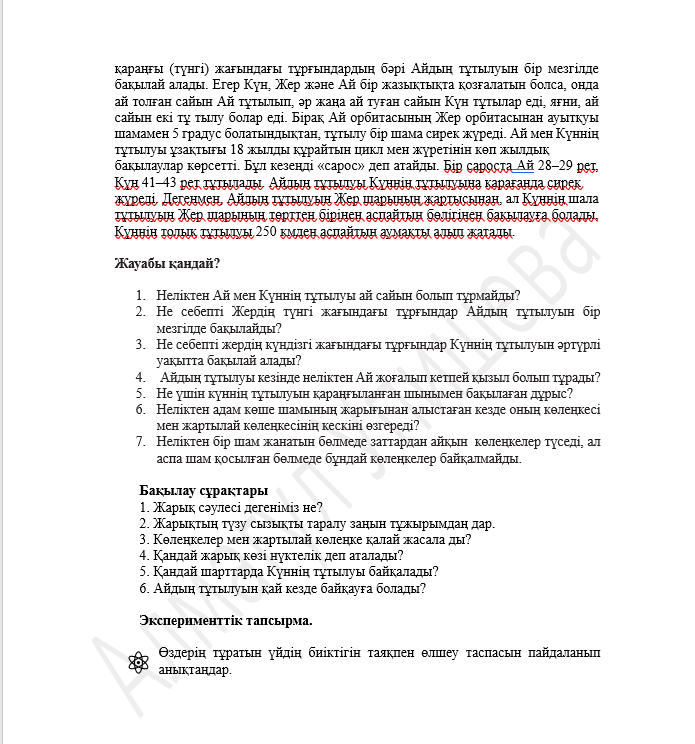 қараңғы (түнгі) жағындағы тұрғындардың бәрі Айдың тұтылуын бір мезгілде
бақылай алады. Егер Күн, Жер және Ай бір жазықтықта қозғалатын болса, онда
ай толған сайын Ай тұтылып, әр жаңа ай туған сайын Күн тұтылар еді, яғни, ай
сайын екі тұ тылу болар еді. Бірақ Ай орбитасының Жер орбитасынан ауытқуы
шамамен 5 градус болатындықтан, тұтылу бір шама сирек жүреді. Ай мен Күннің
тұтылуы ұзақтығы 18 жылды құрайтын цикл мен жүретінін көп жылдық
бақылаулар көрсетті. Бұл кезеңді «сарос» деп атайды. Бір сароста Ай 28–29 рет,
Күн 41–43 рет тұтылады. Айдың тұтылуы Күннің тұтылуына қарағанда сирек
жүреді. Дегенмен, Айдың тұтылуын Жер шарының жартысынан, ал Күннің шала
тұтылуын Жер шарының төрттен бірінен аспайтын бөлігінен бақылауға болады.
Күннің толық тұтылуы 250 кмден аспайтын аумақты алып жатады.
Жауабы қандай?
1. Неліктен Ай мен Күннің тұтылуы ай сайын болып тұрмайды?
2. Не себепті Жердің түнгі жағындағы тұрғындар Айдың тұтылуын бір
мезгілде бақылайды?
3. Не себепті жердің күндізгі жағындағы тұрғындар Күннің тұтылуын әртүрлі
уақытта бақылай алады?
4. Айдың тұтылуы кезінде неліктен Ай жоғалып кетпей қызыл болып тұрады?
5. Не үшін күннің тұтылуын қараңғыланған шынымен бақылаған дұрыс?
6. Неліктен адам көше шамының жарығынан алыстаған кезде оның көлеңкесі
мен жартылай көлеңкесінің кескіні өзгереді?
7. Неліктен бір шам жанатын бөлмеде заттардан айқын көлеңкелер түседі, ал
аспа шам қосылған бөлмеде бұндай көлеңкелер байқалмайды.
Бақылау сұрақтары
1. Жарық сәулесі дегеніміз не?
2. Жарықтың түзу сызықты таралу заңын тұжырымдаң дар.
3. Көлеңкелер мен жартылай көлеңке қалай жасала ды?
4. Қандай жарық көзі нүктелік деп аталады?
5. Қандай шарттарда Күннің тұтылуы байқалады?
6. Айдың тұтылуын қай кезде байқауға болады?
Эксперименттік тапсырма.
Өздерің тұратын үйдің биіктігін таяқпен өлшеу таспасын пайдаланып
анықтаңдар.